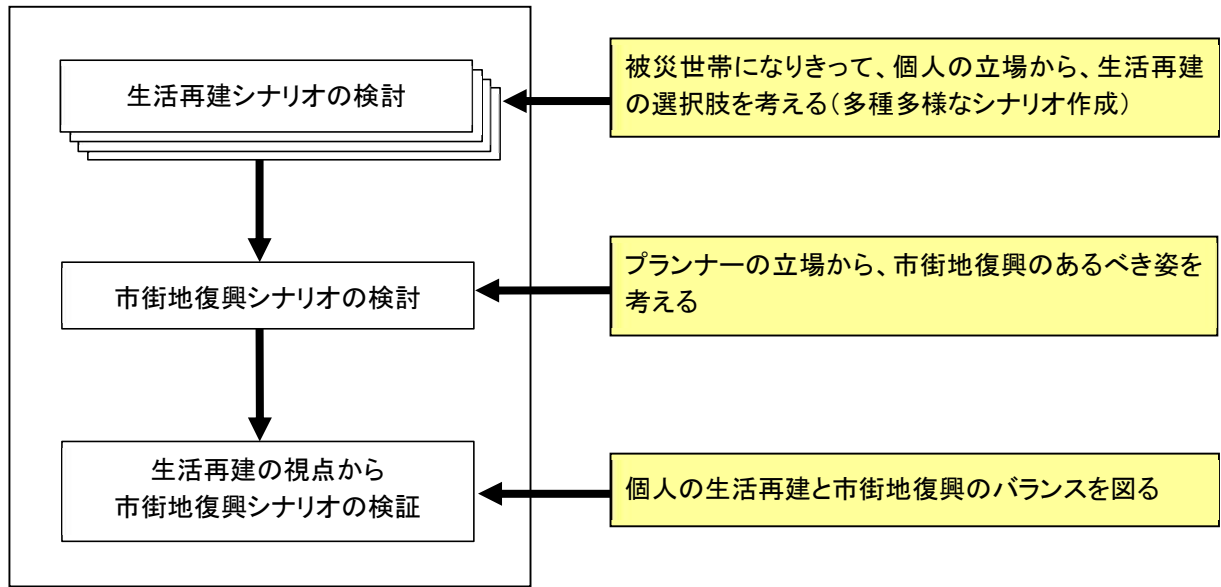 生活再建シナリオの検討
被災世帯になりきって、個人の立場から、生活再建
の選択肢を考える（多種多様なシナリオ作成）
市街地復興シナリオの検討
プランナーの立場から、市街地復興のあるべき姿を
考える
生活再建の視点から
市街地復興シナリオの検証
個人の生活再建と市街地復興のバランスを図る